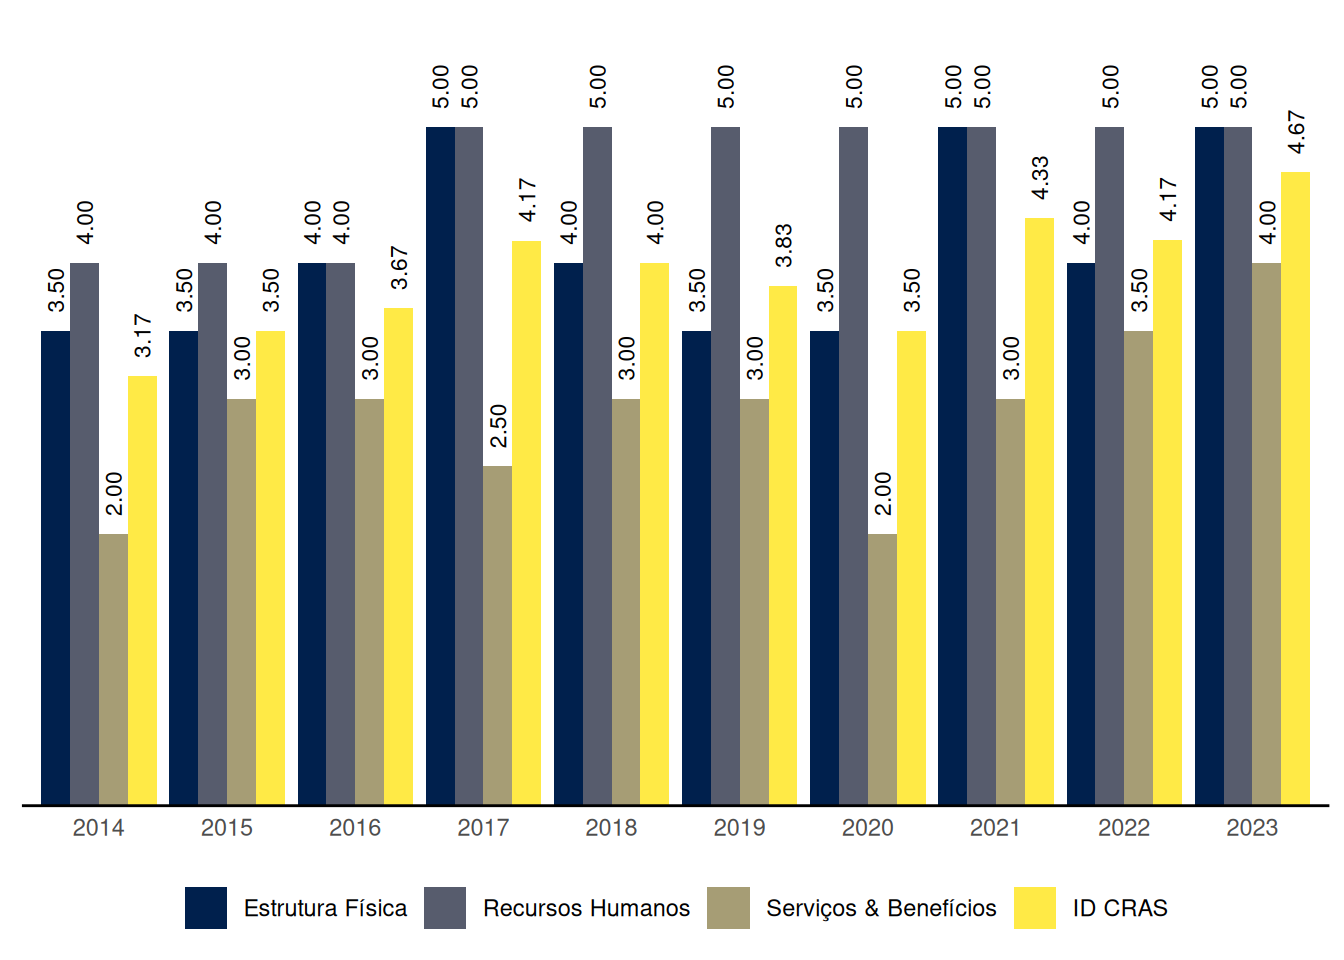 3.50 4.00 2.00 3.17
3.50 4.00 3.00 3.50
4.00 4.00 3.00 3.67
5.00 5.00 2.50 4.17
4.00 5.00 3.00 4.00
3.50 5.00 3.00 3.83
3.50 5.00 2.00 3.50
5.00 5.00 3.00 4.33
4.00 5.00 3.50 4.17
5.00 5.00 4.00 4.67
2014 2015 2016 2017 2018 2019 2020 2021 2022 2023
Estrutura Física Recursos Humanos Serviços & Benefícios ID CRAS